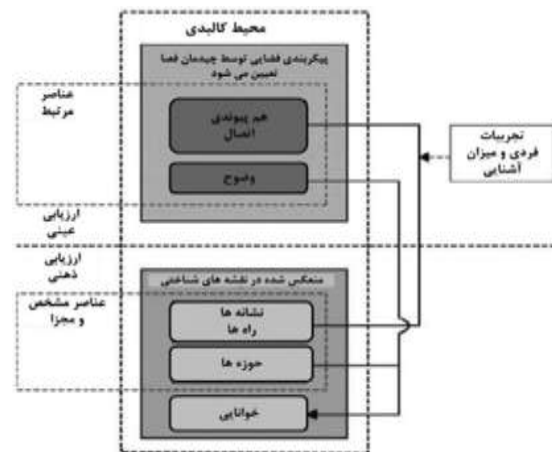 محیط کالبدی
پیکربندی فضایی توسط چیدمان فضا
تعیین می شود
عناصر
مرتبط
هم پیوندی
اتصال
وضوح
تجربیات
فردی و میزان
آشنایی
ارزیابی
عینی
ارزیابی
ذهنی
منعکس شده در نقشه های شناختی
عناصر مشخص
و مجزا
نشانه ها
راه ها
حوزه ها
خوانایی